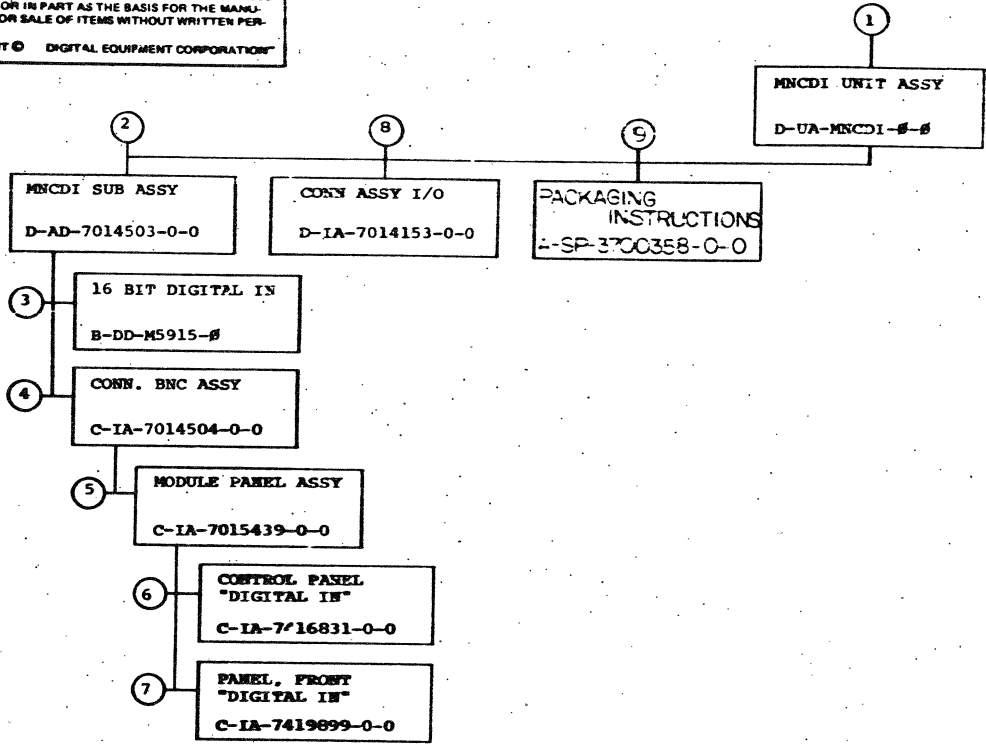 OR IN PART AS THE BASIS FOR THE MANU-
OR SALE OF ITEMS WITHOUT WRITTEN PER-
T © DIGITAL EQUIPMENT CORPORATION"
1
MNCDI UNIT ASSY
D-UA-MNCDI-Ø-Ø
2
MNCDI SUB ASSY
D-AD-7014503-0-0
8
CONN ASSY I/O
D-IA-7014153-0-0
9
PACKAGING
INSTRUCTIONS
A-SP-3700358-0-0
3
16 BIT DIGITAL IN
B-DD-M5915-Ø
4
CONN. BNC ASSY
C-IA-7014504-0-0
5
MODULE PANEL ASSY
C-IA-7015439-0-0
6
CONTROL PANEL
"DIGITAL IN"
7
PANEL, FRONT
"DIGITAL IN"
C-IA-7419899-0-0